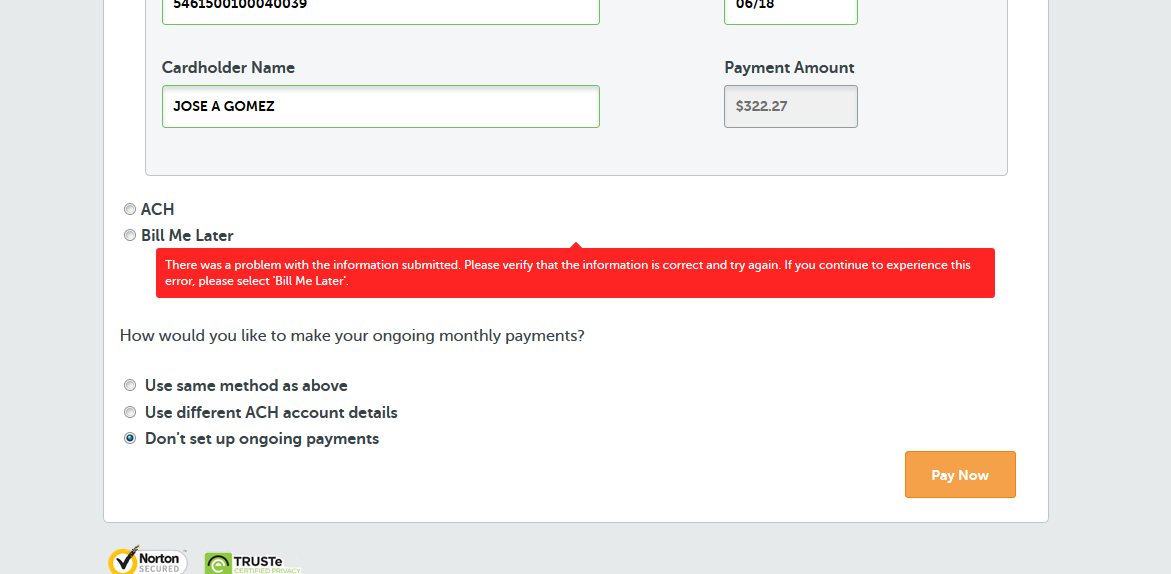 5461500100040039 06/18
Cardholder Name Payment Amount
JOSE A GOMEZ $322.27
ACH
Bill Me Later
There was a problem with the information submitted. Please verify that the information is correct and try again. If you continue to experience this
error, please select 'Bill Me Later'.
How would you like to make your ongoing monthly payments?
Use same method as above
Use different ACH account details
Don't set up ongoing payments
Pay Now
Norton TRUSTe
SECURED CERTIFIED PRIVACY